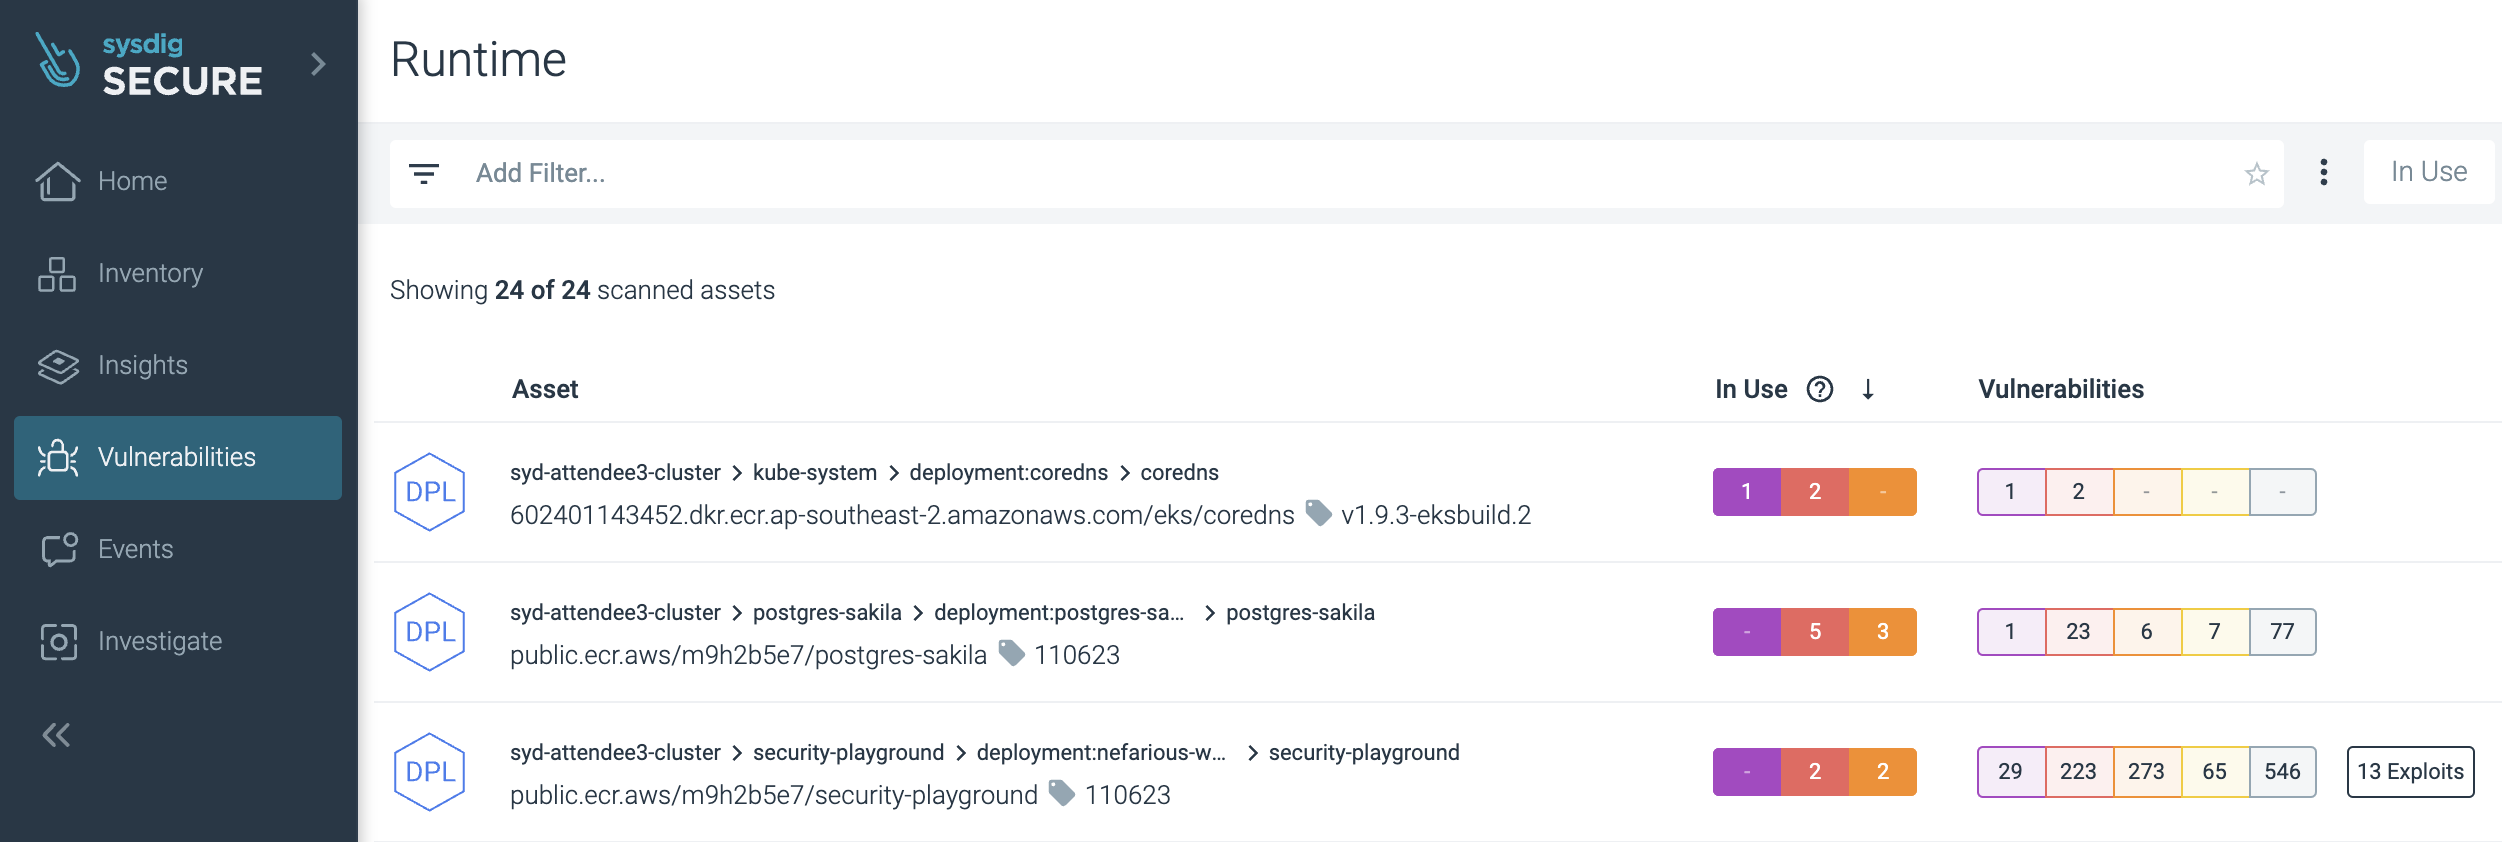 sysdig
SECURE
Home
Inventory
Insights
Vulnerabilities
Events
Investigate
Runtime
Add Filter...
In Use
Showing 24 of 24 scanned assets
Asset In Use ? ↓ Vulnerabilities
DPL
syd-attendee3-cluster > kube-system > deployment:coredns > coredns
602401143452.dkr.ecr.ap-southeast-2.amazonaws.com/eks/coredns v1.9.3-eksbuild.2
1 2 - 1 2 - - -
DPL
syd-attendee3-cluster > postgres-sakila > deployment:postgres-sa... > postgres-sakila
public.ecr.aws/m9h2b5e7/postgres-sakila 110623
- 5 3 1 23 6 7 77
DPL
syd-attendee3-cluster > security-playground > deployment:nefarious-w... > security-playground
public.ecr.aws/m9h2b5e7/security-playground 110623
- 2 2 29 223 273 65 546 13 Exploits